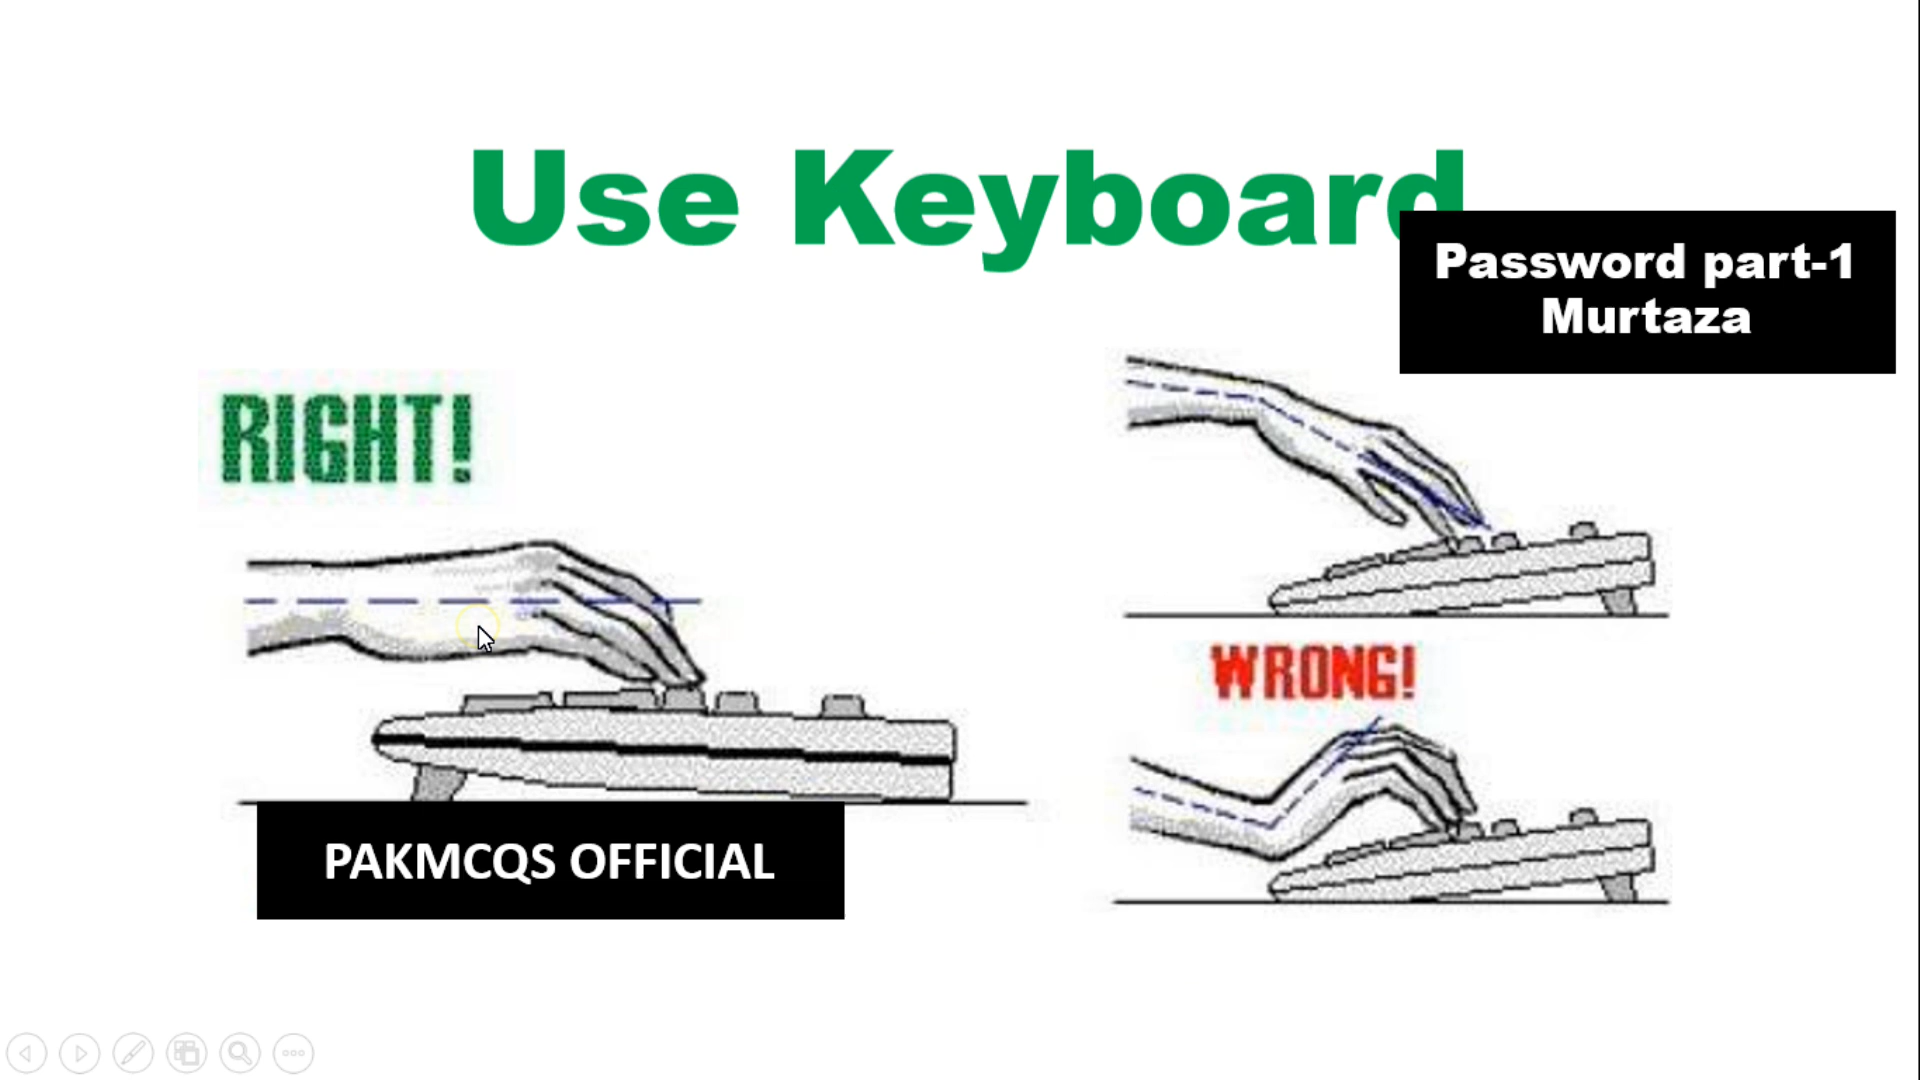 Use Keyboard
Password part-1
Murtaza
RIGHT!
WRONG!
PAKMCQS OFFICIAL